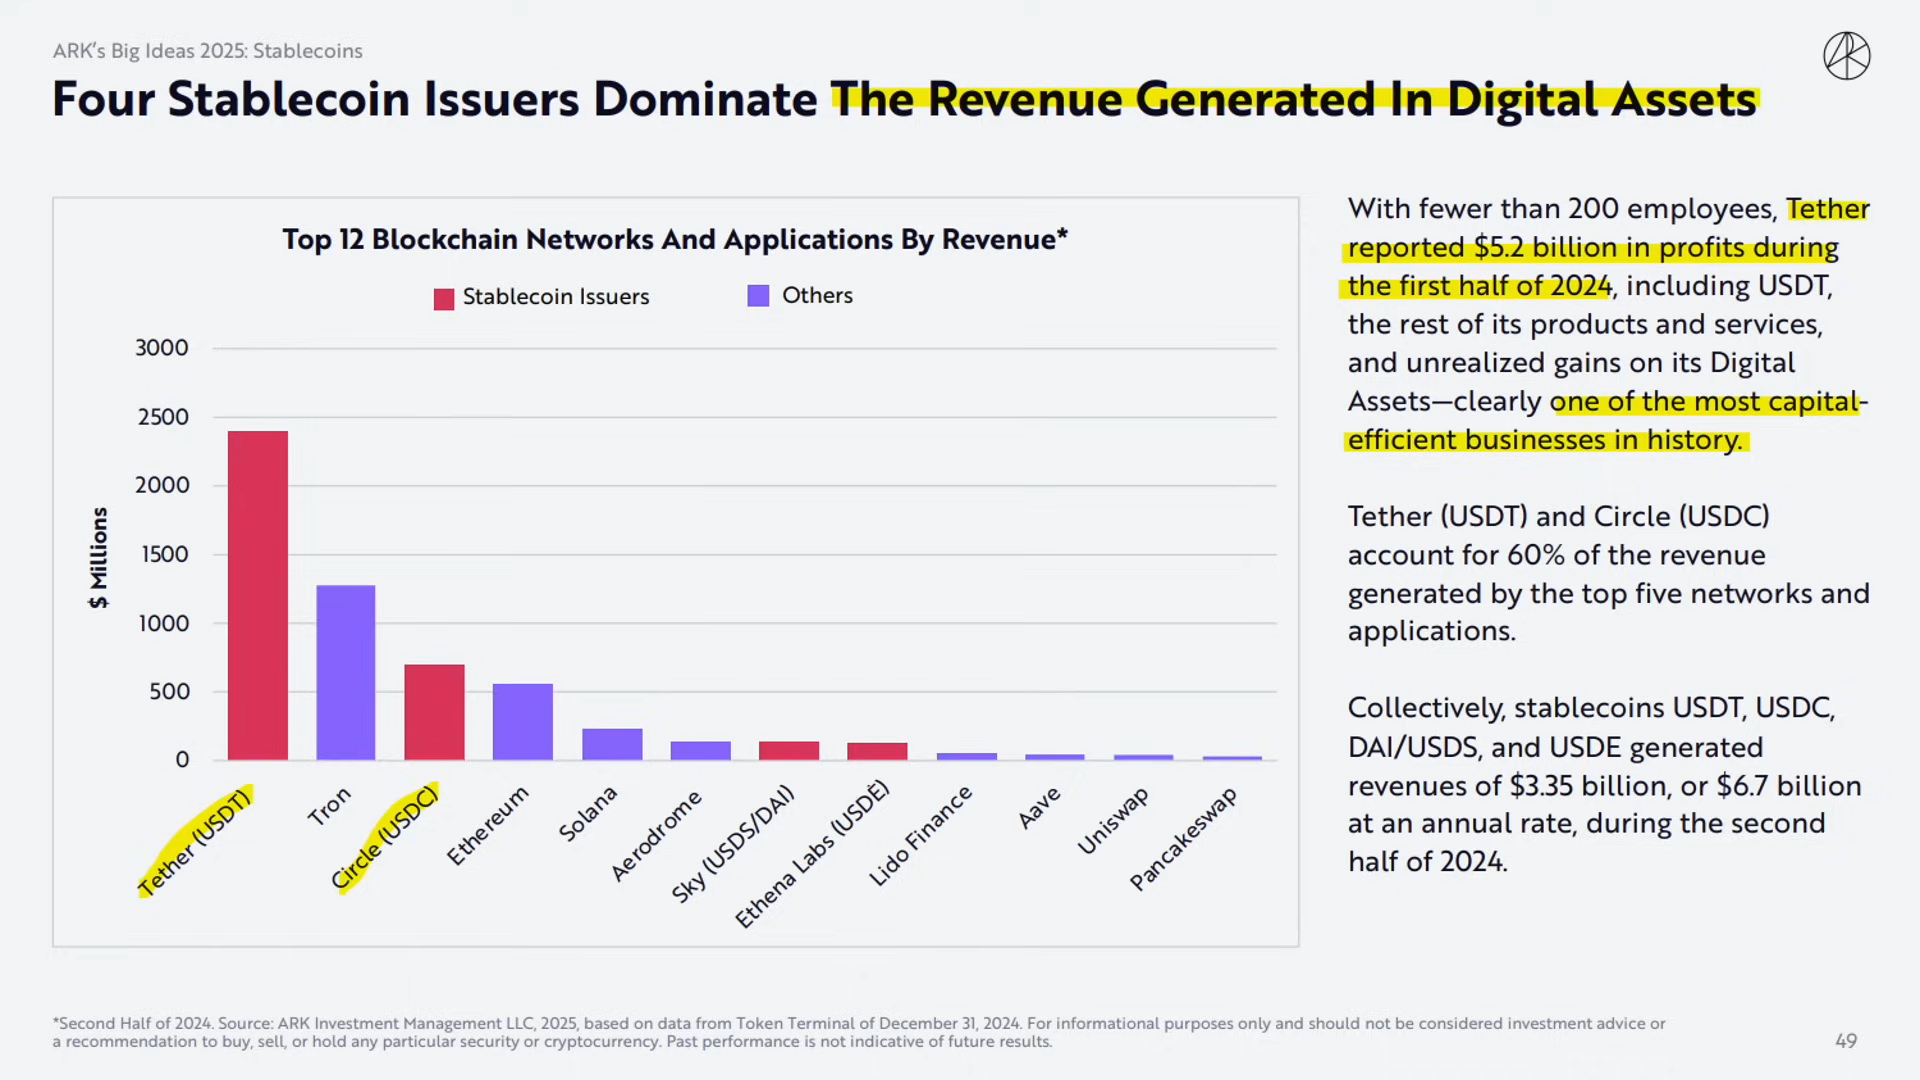 ARK's Big Ideas 2025: Stablecoins
Four Stablecoin Issuers Dominate The Revenue Generated In Digital Assets
Top 12 Blockchain Networks And Applications By Revenue*
Stablecoin Issuers
Others
3000
2500
2000
1500
1000
500
0
$ Millions
Tether (USDT)
Tron
Circle (USDC)
Ethereum
Solana
Aerodrome
Sky (USDS/DAI)
Ethena Labs (USDE)
Lido Finance
Aave
Uniswap
Pancakeswap
With fewer than 200 employees, Tether
reported $5.2 billion in profits during
the first half of 2024, including USDT,
the rest of its products and services,
and unrealized gains on its Digital
Assets—clearly one of the most capital-
efficient businesses in history.
Tether (USDT) and Circle (USDC)
account for 60% of the revenue
generated by the top five networks and
applications.
Collectively, stablecoins USDT, USDC,
DAI/USDS, and USDE generated
revenues of $3.35 billion, or $6.7 billion
at an annual rate, during the second
half of 2024.
*Second Half of 2024. Source: ARK Investment Management LLC, 2025, based on data from Token Terminal of December 31, 2024. For informational purposes only and should not be considered investment advice or
a recommendation to buy, sell, or hold any particular security or cryptocurrency. Past performance is not indicative of future results.
49